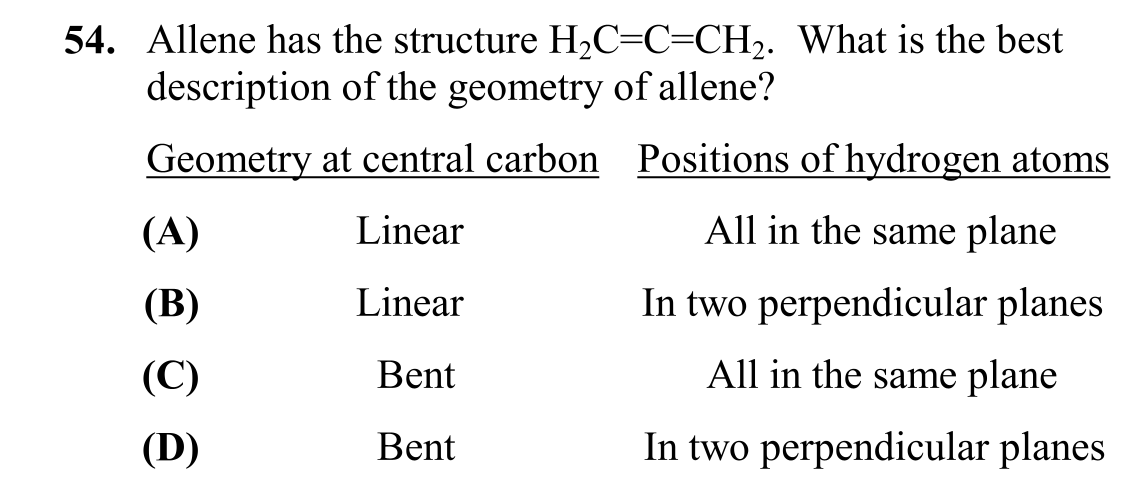 54. Allene has the structure H₂C=C=CH₂. What is the best
description of the geometry of allene?
Geometry at central carbon Positions of hydrogen atoms
(A) Linear All in the same plane
(B) Linear In two perpendicular planes
(C) Bent All in the same plane
(D) Bent In two perpendicular planes